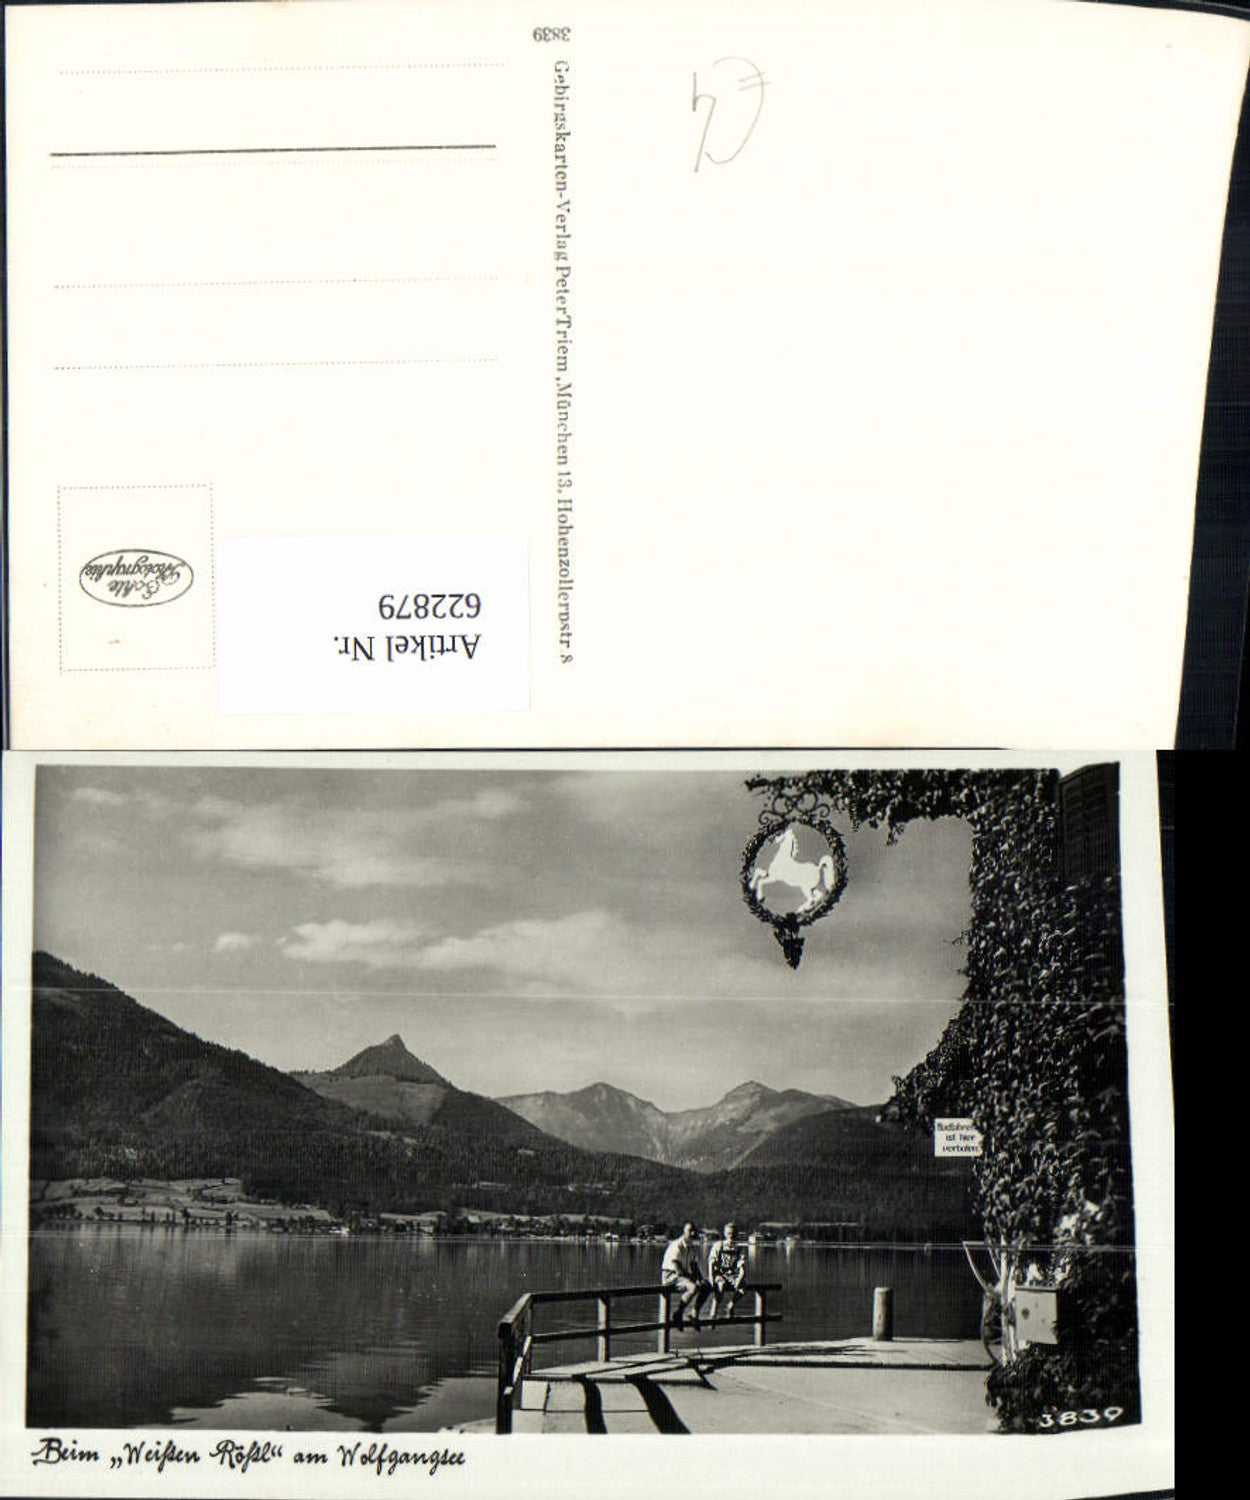 3839
Gebirgskarten-Verlag Peter Triem, München 13, Hohenzollernstr. 8
Echte
Photographie
Artikel Nr.
622879
Radfahren
ist hier
verboten
3839
Beim „Weißen Rößl“ am Wolfgangsee